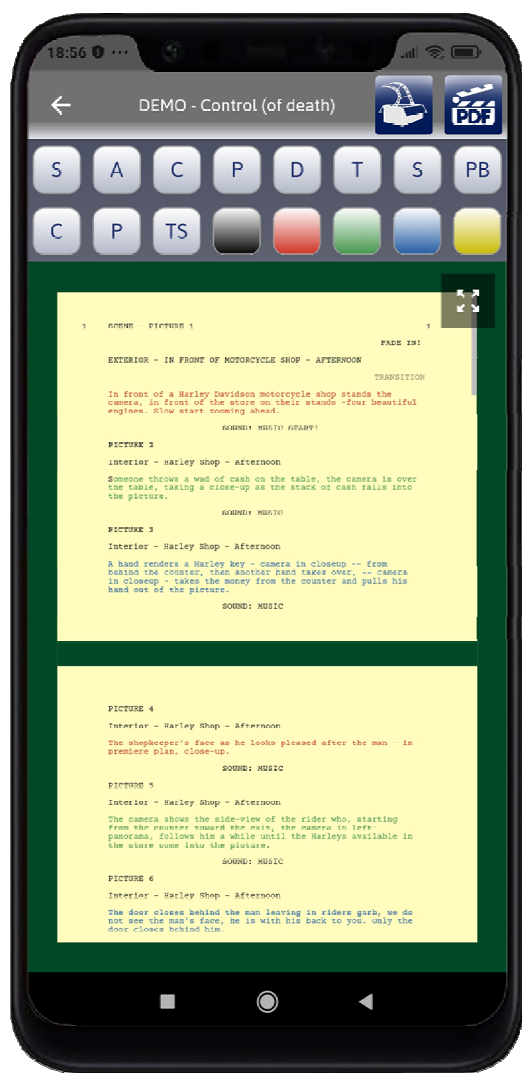 18:56
DEMO - Control (of death)
PDF
S A C P D T S PB
C P TS
1 SCENE - PICTURE 1 1
FADE IN!
EXTERIOR - IN FRONT OF MOTORCYCLE SHOP - AFTERNOON
TRANSITION
In front of a Harley Davidson motorcycle shop stands the
camera, in front of the store on their stands -four beautiful
engines. Slow start zooming ahead.
SOUND: MUSIC START!
PICTURE 2
Interior - Harley Shop - Afternoon
Someone throws a wad of cash on the table, the camera is over
the table, taking a close-up as the stack of cash falls into
the picture.
SOUND: MUSIC
PICTURE 3
Interior - Harley Shop - Afternoon
A hand renders a Harley key - camera in closeup -- from
behind the counter, then another hand takes over, -- camera
in closeup - takes the money from the counter and pulls his
hand out of the picture.
SOUND: MUSIC
PICTURE 4
Interior - Harley Shop - Afternoon
The shopkeeper's face as he looks pleased after the man - in
premiere plan, close-up.
SOUND: MUSIC
PICTURE 5
Interior - Harley Shop - Afternoon
The camera shows the side-view of the rider who, starting
from the counter toward the exit, the camera in left-
panorama, follows him a while until the Harleys available in
the store come into the picture.
SOUND: MUSIC
PICTURE 6
Interior - Harley Shop - Afternoon
The door closes behind the man leaving in riders garb, we do
not see the man's face, he is with his back to you. Only the
door closes behind him.